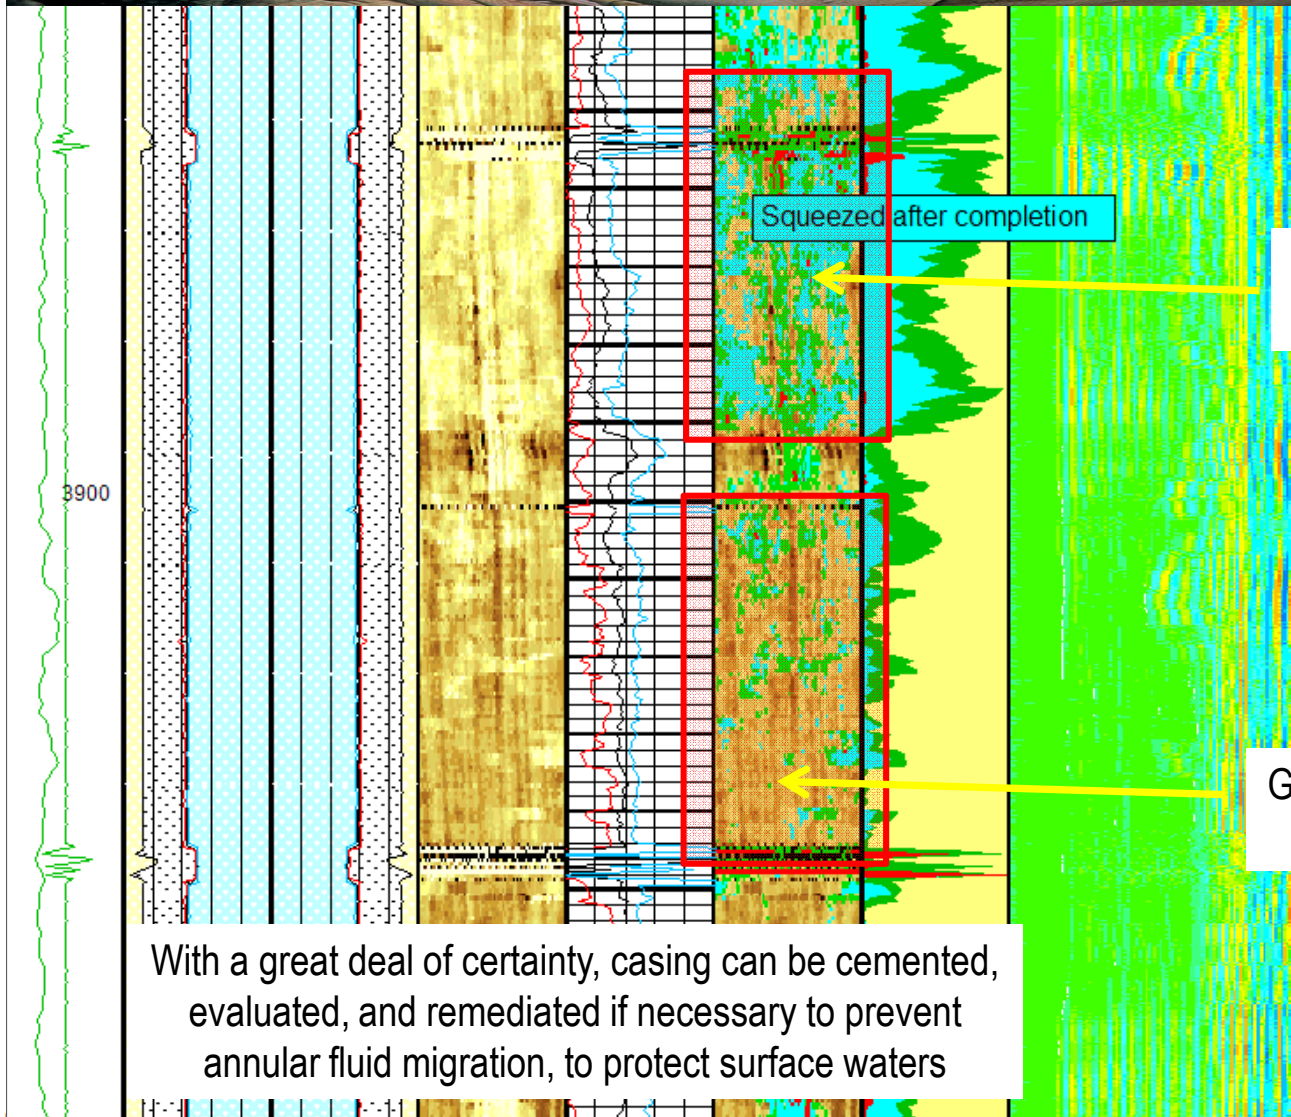 Squeezed after completion
3900
G
With a great deal of certainty, casing can be cemented,
evaluated, and remediated if necessary to prevent
annular fluid migration, to protect surface waters